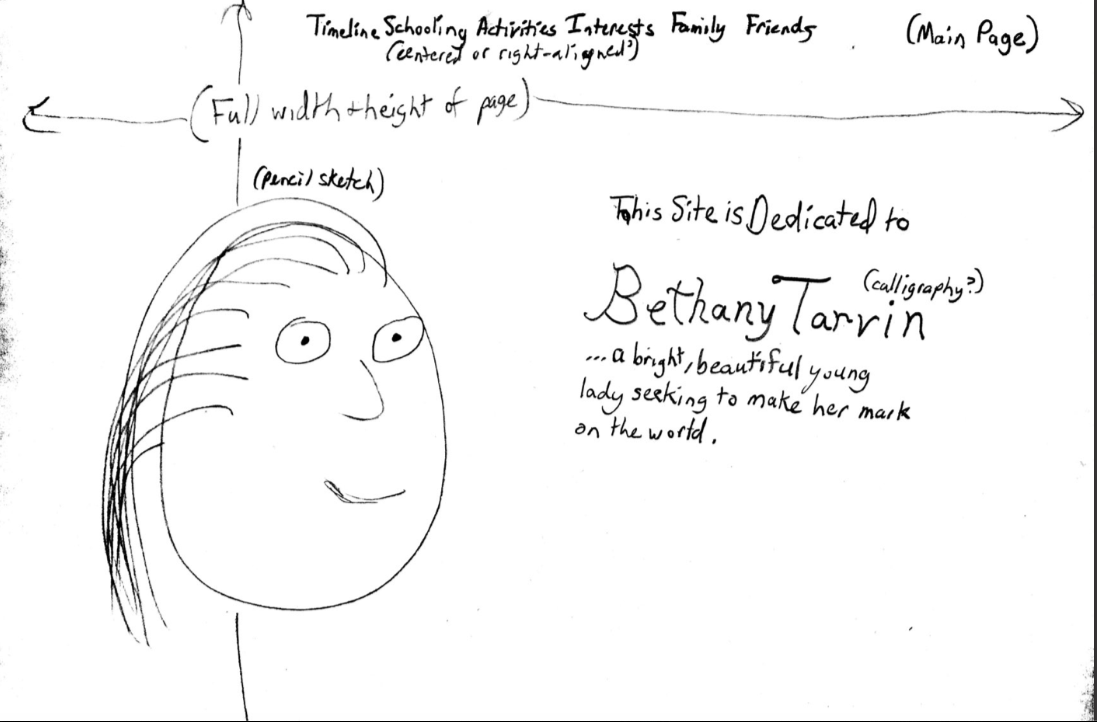 Timeline Schooling Activities Interests Family Friends
(centered or right-aligned?)
(Main Page)
(Full width + height of page)
(pencil sketch)
This Site is Dedicated to
Bethany Tarvin
(calligraphy?)
...a bright, beautiful young
lady seeking to make her mark
on the world.